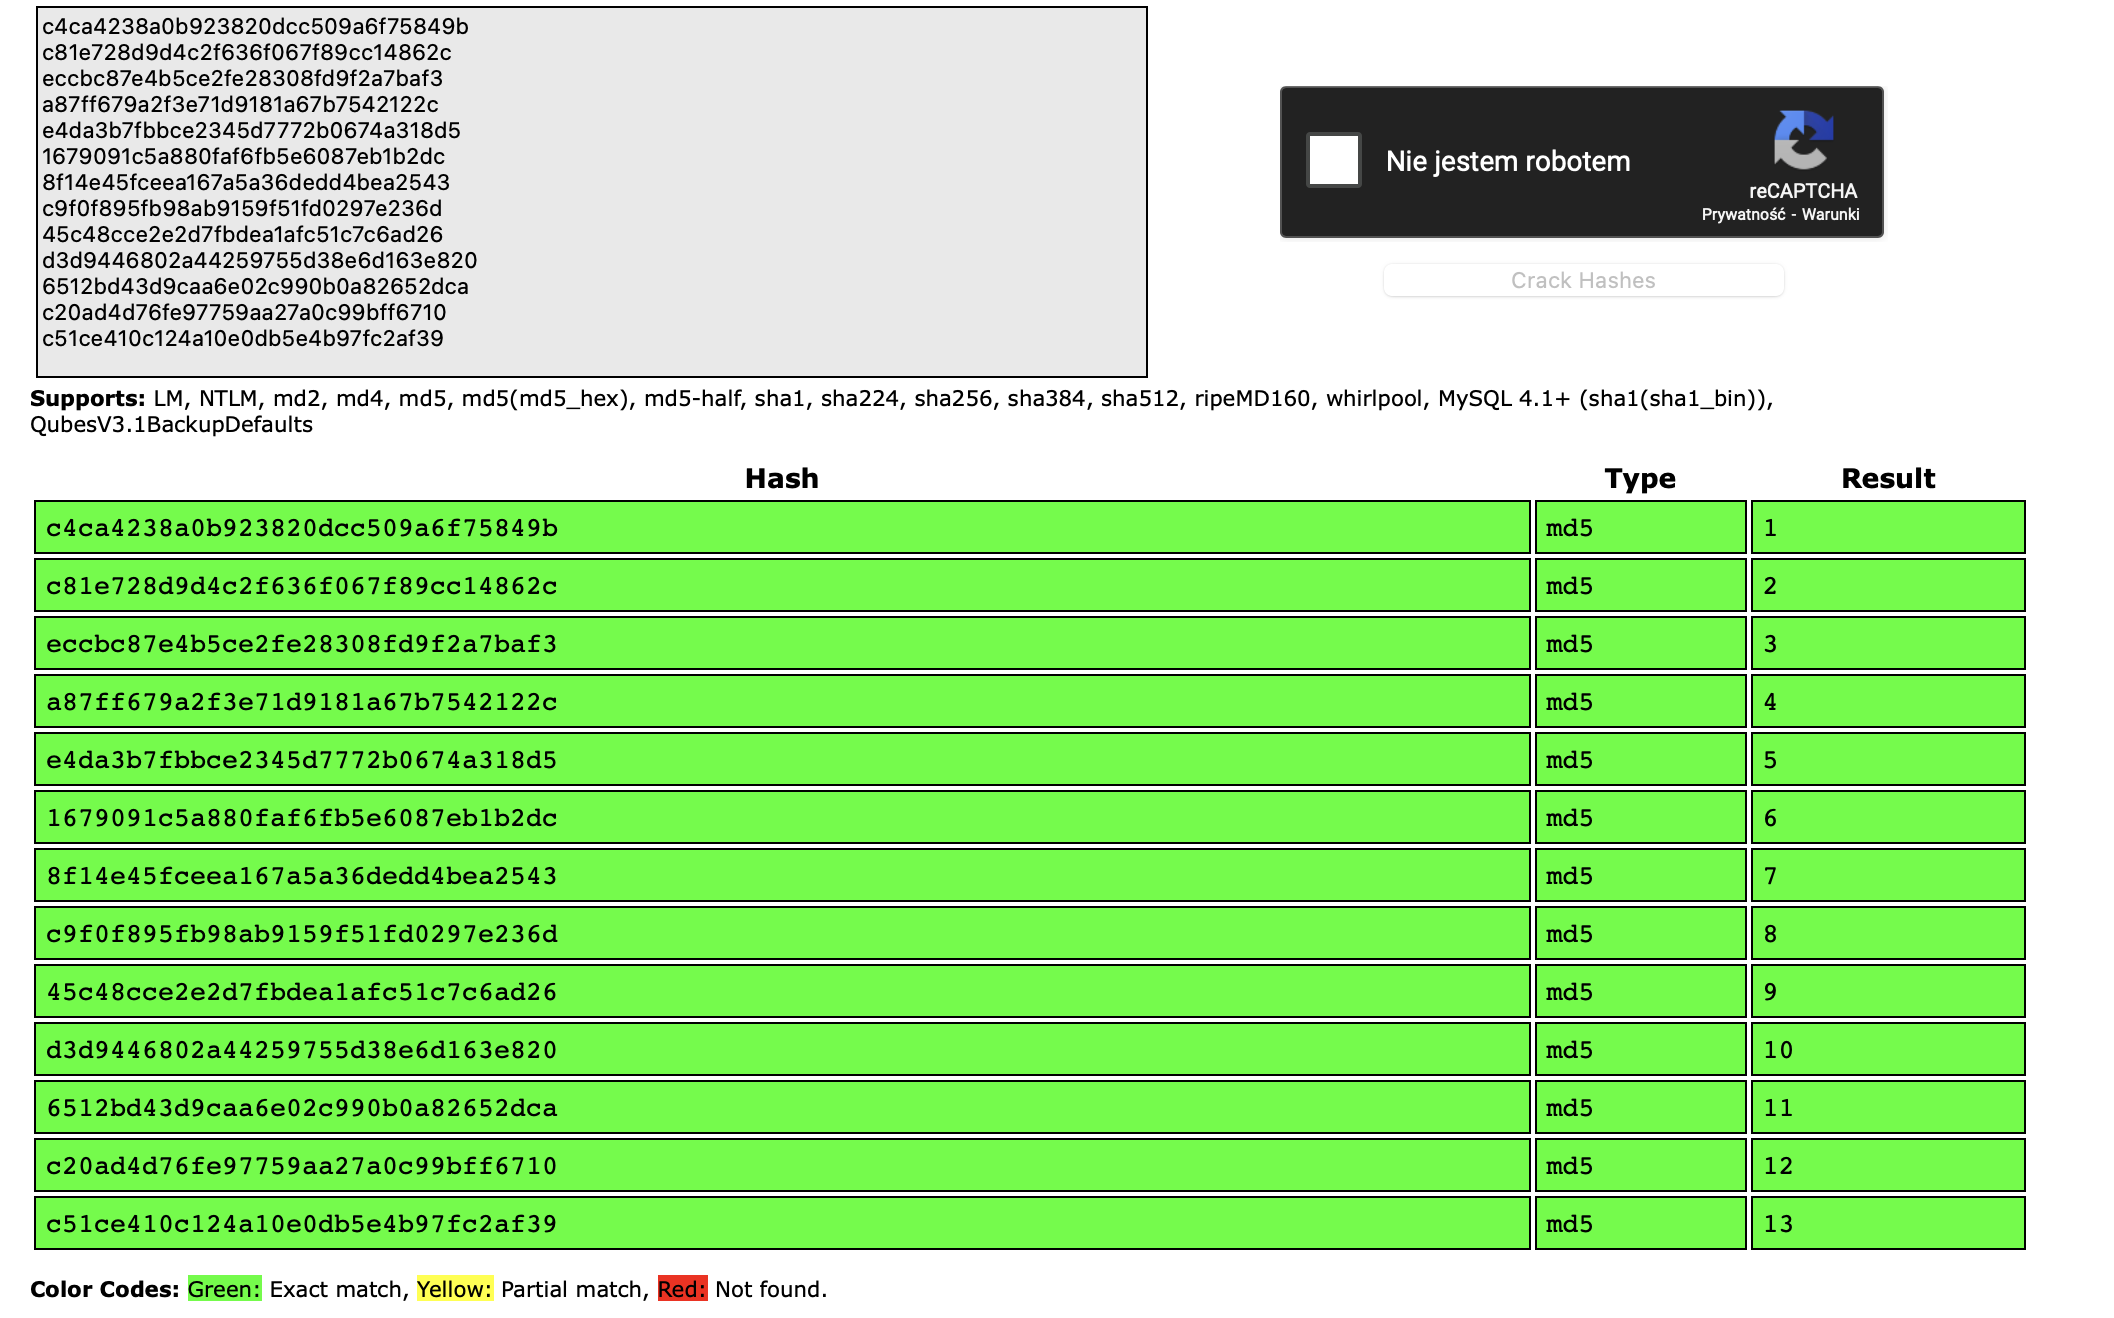 c4ca4238a0b923820dcc509a6f75849b
c81e728d9d4c2f636f067f89cc14862c
eccbc87e4b5ce2fe28308fd9f2a7baf3
a87ff679a2f3e71d9181a67b7542122c
e4da3b7fbbce2345d7772b0674a318d5
1679091c5a880faf6fb5e6087eb1b2dc
8f14e45fceea167a5a36dedd4bea2543
c9f0f895fb98ab9159f51fd0297e236d
45c48cce2e2d7fbdea1afc51c7c6ad26
d3d9446802a44259755d38e6d163e820
6512bd43d9caa6e02c990b0a82652dca
c20ad4d76fe97759aa27a0c99bff6710
c51ce410c124a10e0db5e4b97fc2af39
Nie jestem robotem
reCAPTCHA
Prywatność - Warunki
Crack Hashes
Supports: LM, NTLM, md2, md4, md5, md5(md5_hex), md5-half, sha1, sha224, sha256, sha384, sha512, ripeMD160, whirlpool, MySQL 4.1+ (sha1(sha1_bin)),
QubesV3.1BackupDefaults
Hash Type Result
c4ca4238a0b923820dcc509a6f75849b md5 1
c81e728d9d4c2f636f067f89cc14862c md5 2
eccbc87e4b5ce2fe28308fd9f2a7baf3 md5 3
a87ff679a2f3e71d9181a67b7542122c md5 4
e4da3b7fbbce2345d7772b0674a318d5 md5 5
1679091c5a880faf6fb5e6087eb1b2dc md5 6
8f14e45fceea167a5a36dedd4bea2543 md5 7
c9f0f895fb98ab9159f51fd0297e236d md5 8
45c48cce2e2d7fbdea1afc51c7c6ad26 md5 9
d3d9446802a44259755d38e6d163e820 md5 10
6512bd43d9caa6e02c990b0a82652dca md5 11
c20ad4d76fe97759aa27a0c99bff6710 md5 12
c51ce410c124a10e0db5e4b97fc2af39 md5 13
Color Codes: Green: Exact match, Yellow: Partial match, Red: Not found.